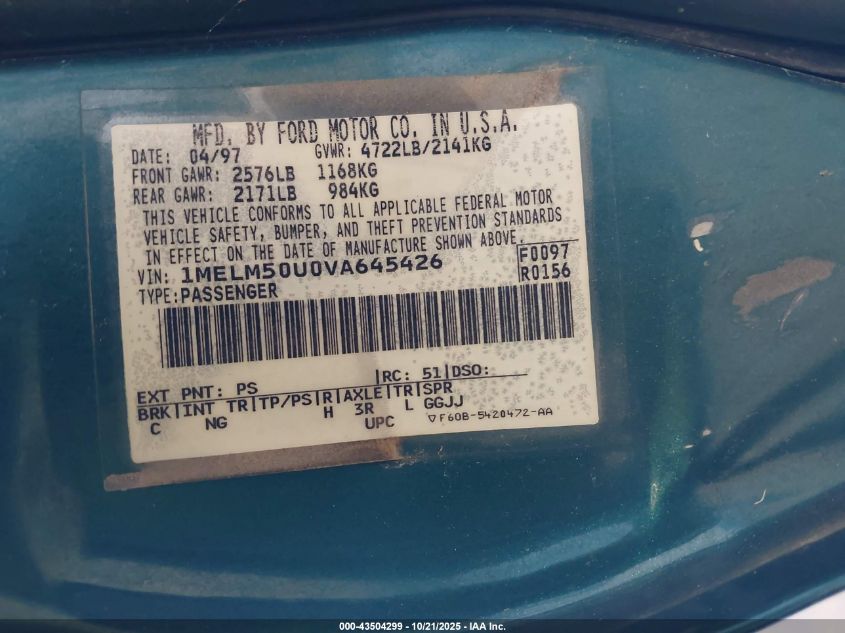 MFD. BY FORD MOTOR CO. IN U.S.A.
DATE: 04/97 GVWR: 4722LB/2141KG
FRONT GAWR: 2576LB 1168KG
REAR GAWR: 2171LB 984KG
THIS VEHICLE CONFORMS TO ALL APPLICABLE FEDERAL MOTOR
VEHICLE SAFETY, BUMPER, AND THEFT PREVENTION STANDARDS
IN EFFECT ON THE DATE OF MANUFACTURE SHOWN ABOVE.
VIN: 1MELM50U0VA645426 F0097
TYPE: PASSENGER R0156
EXT PNT: PS |RC: 51|DSO:
BRK|INT TR|TP/PS|R|AXLE|TR|SPR
C NG H 3R L GGJJ
UPC ▽F60B-5420472-AA
000-43504299 - 10/21/2025 - IAA Inc.